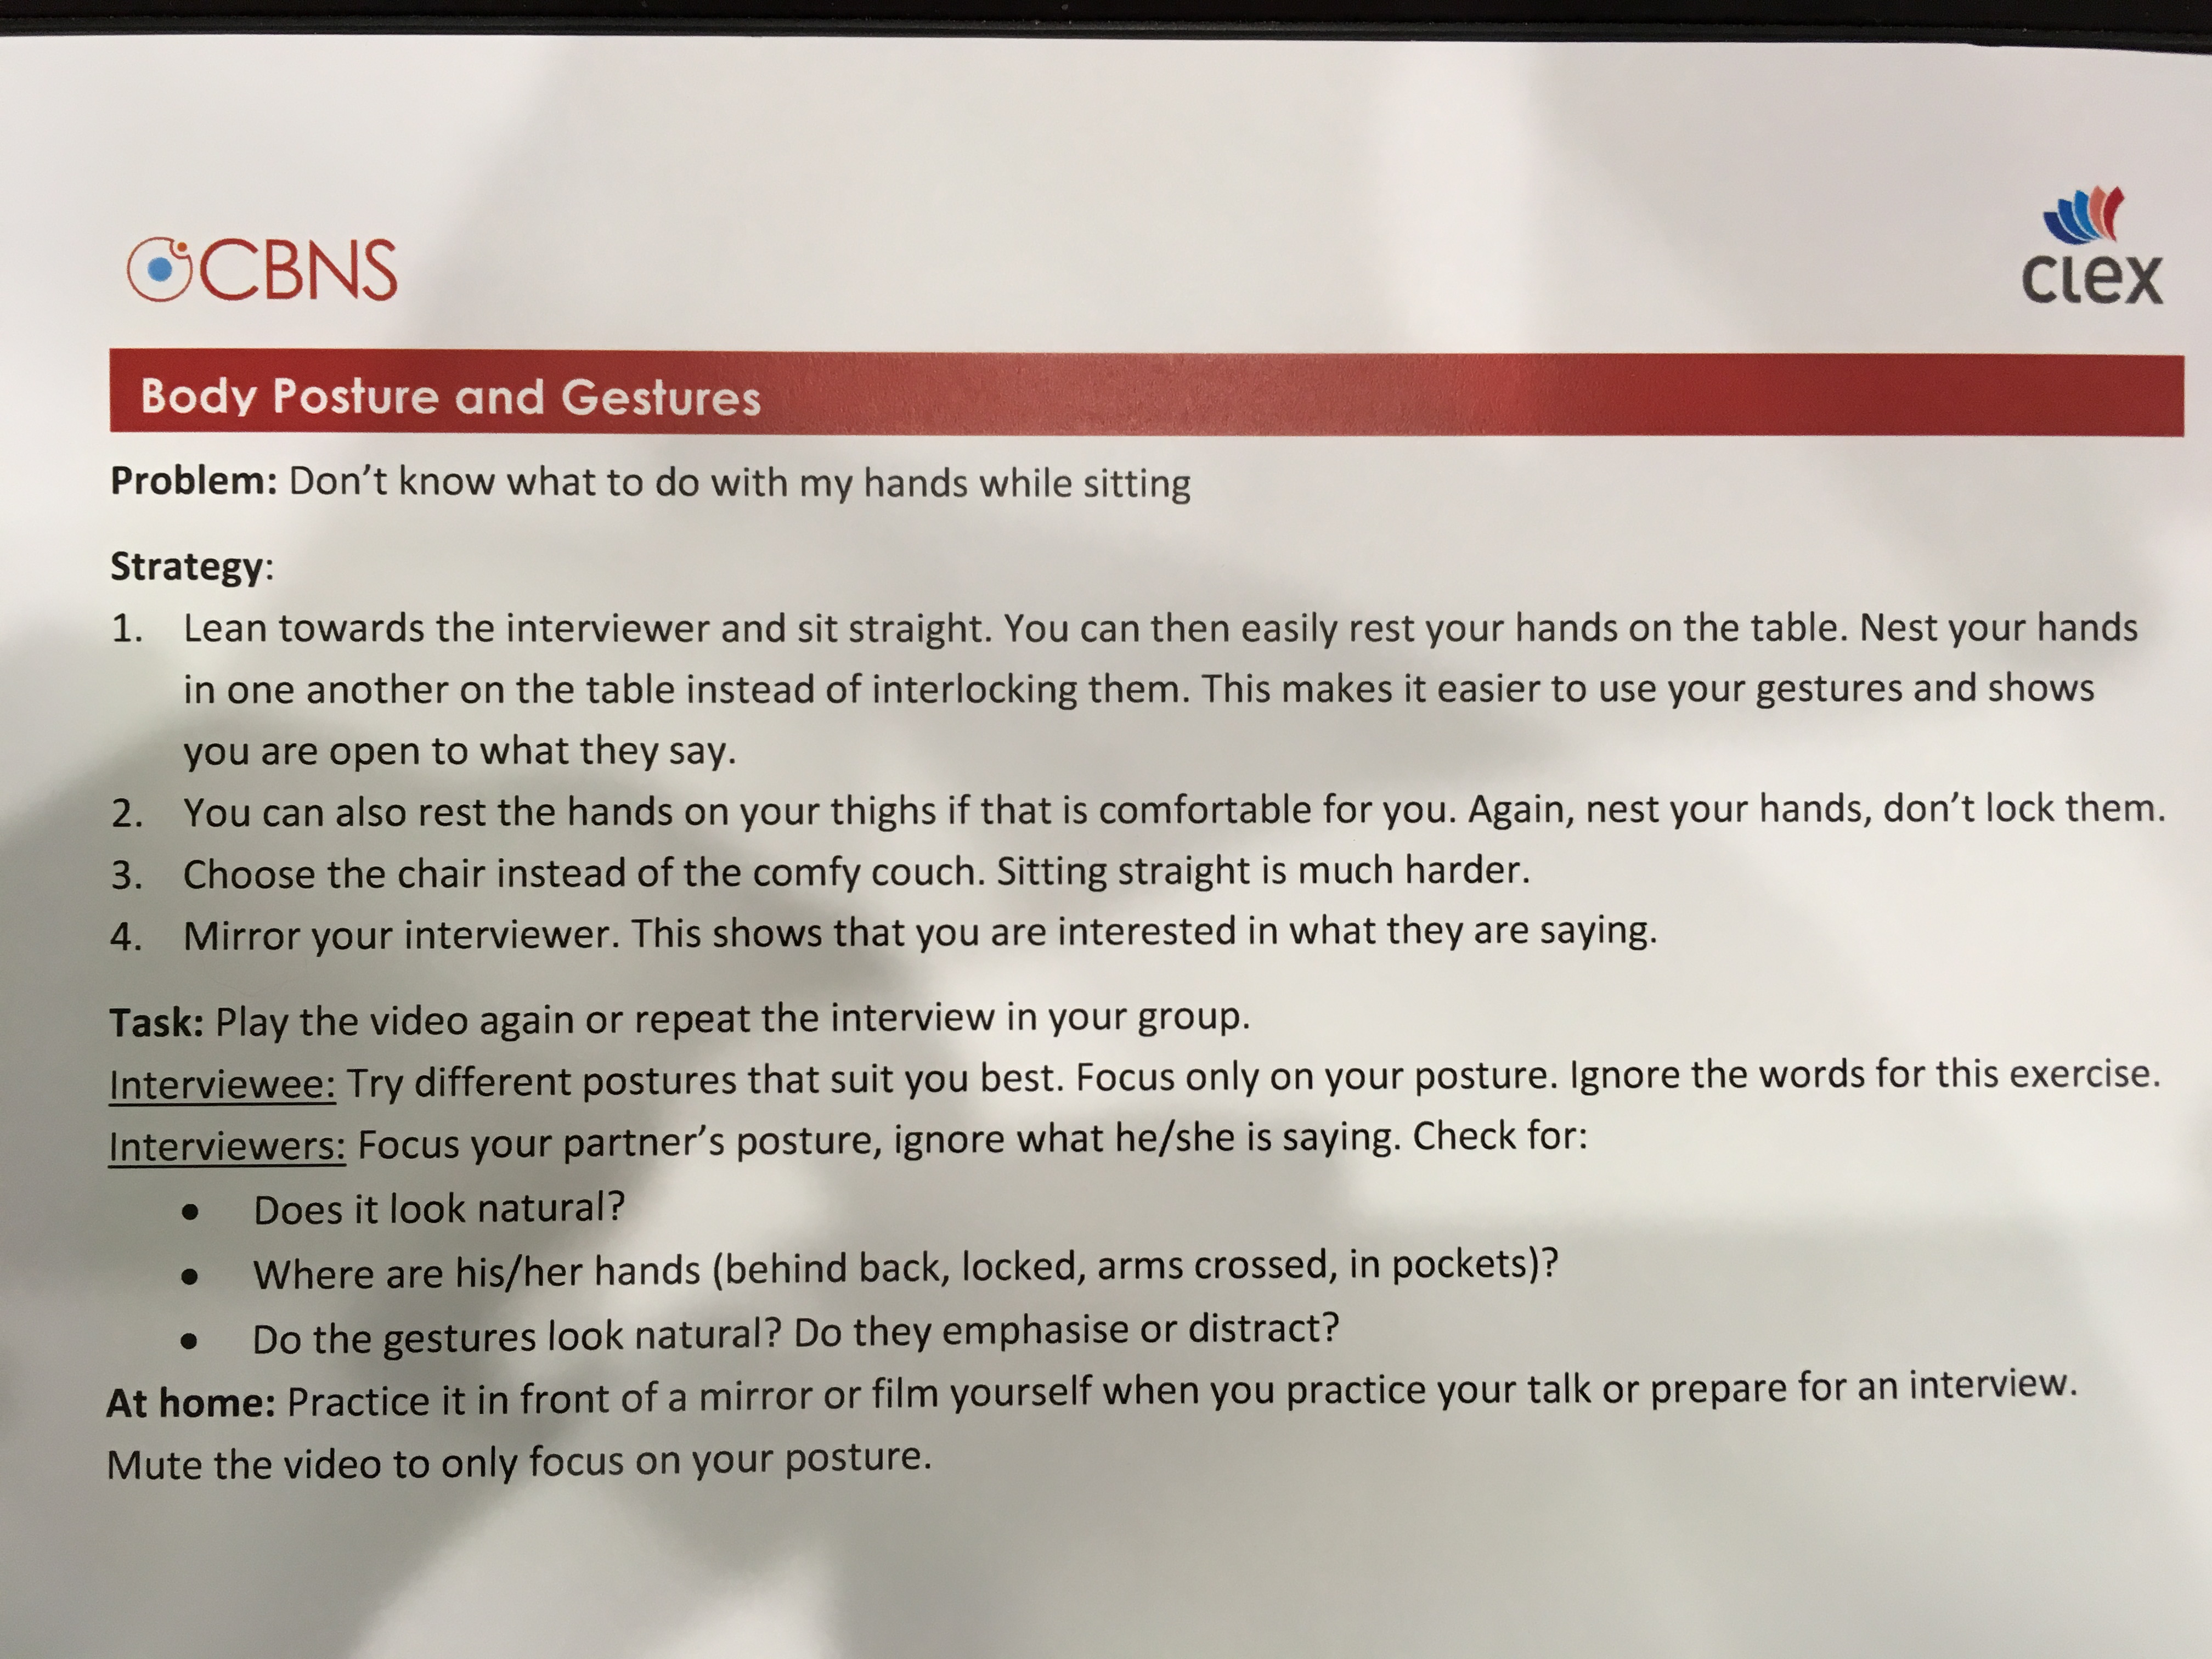 CBNS
clex
Body Posture and Gestures
Problem: Don't know what to do with my hands while sitting
Strategy:
1. Lean towards the interviewer and sit straight. You can then easily rest your hands on the table. Nest your hands
in one another on the table instead of interlocking them. This makes it easier to use your gestures and shows
you are open to what they say.
2. You can also rest the hands on your thighs if that is comfortable for you. Again, nest your hands, don't lock them.
3. Choose the chair instead of the comfy couch. Sitting straight is much harder.
4. Mirror your interviewer. This shows that you are interested in what they are saying.
Task: Play the video again or repeat the interview in your group.
Interviewee: Try different postures that suit you best. Focus only on your posture. Ignore the words for this exercise.
Interviewers: Focus your partner's posture, ignore what he/she is saying. Check for:
• Does it look natural?
• Where are his/her hands (behind back, locked, arms crossed, in pockets)?
• Do the gestures look natural? Do they emphasise or distract?
At home: Practice it in front of a mirror or film yourself when you practice your talk or prepare for an interview.
Mute the video to only focus on your posture.